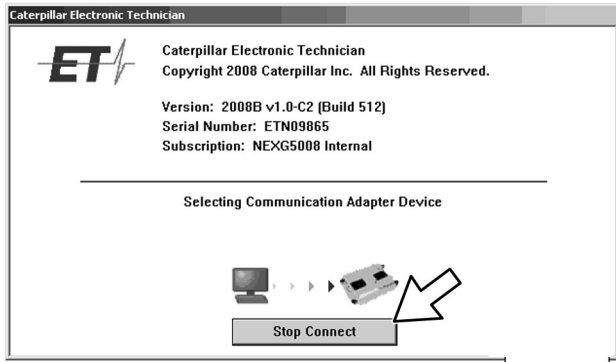 Caterpillar Electronic Technician
ET
Caterpillar Electronic Technician
Copyright 2008 Caterpillar Inc. All Rights Reserved.
Version: 2008B v1.0-C2 (Build 512)
Serial Number: ETN09865
Subscription: NEXG5008 Internal
Selecting Communication Adapter Device
Stop Connect